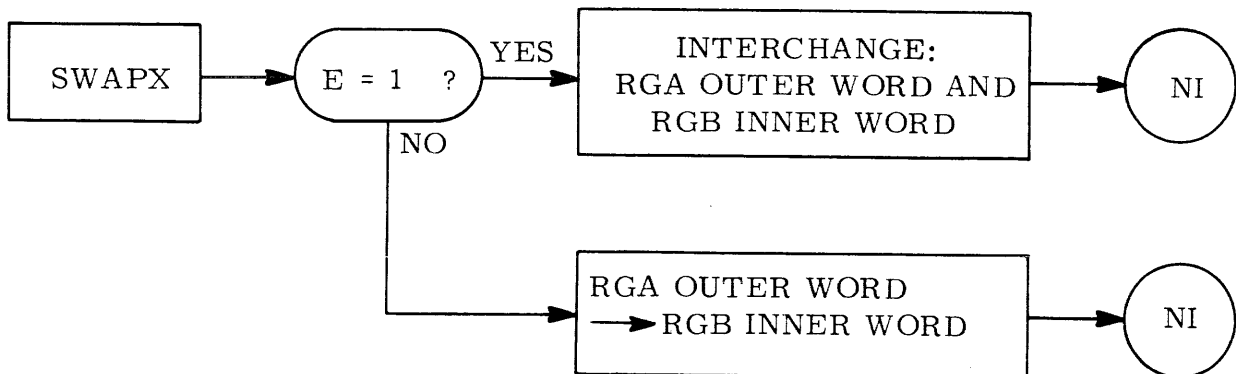 SWAPX
E = 1 ?
YES
INTERCHANGE:
RGA OUTER WORD AND
RGB INNER WORD
NI
NO
RGA OUTER WORD
→ RGB INNER WORD
NI